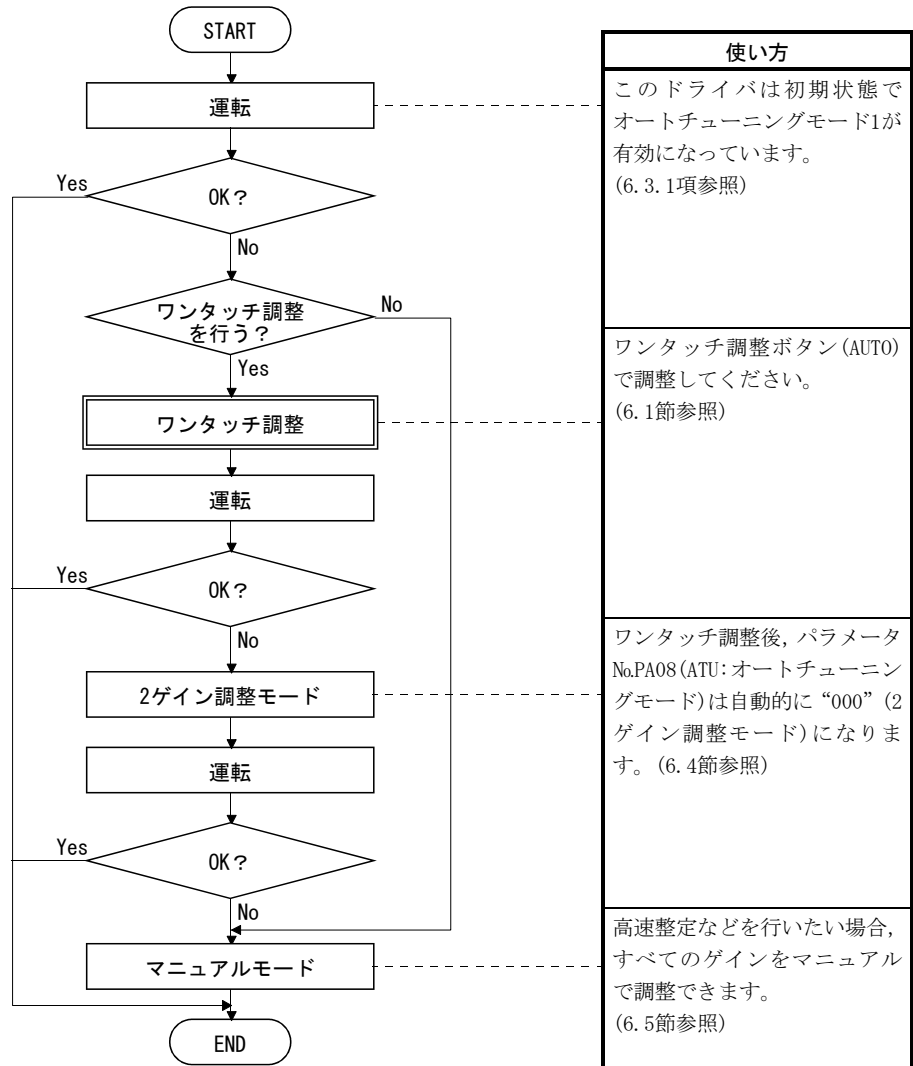 START
運転
OK?
Yes
No
ワンタッチ調整
を行う?
No
Yes
ワンタッチ調整
運転
OK?
Yes
No
2ゲイン調整モード
運転
OK?
Yes
No
マニュアルモード
END
使い方
このドライバは初期状態で
オートチューニングモード1が
有効になっています。
(6.3.1項参照)
ワンタッチ調整ボタン(AUTO)
で調整してください。
(6.1節参照)
ワンタッチ調整後,パラメータ
№PA08(ATU:オートチューニン
グモード)は自動的に“000”(2
ゲイン調整モード)になりま
す。(6.4節参照)
高速整定などを行いたい場合,
すべてのゲインをマニュアル
で調整できます。
(6.5節参照)